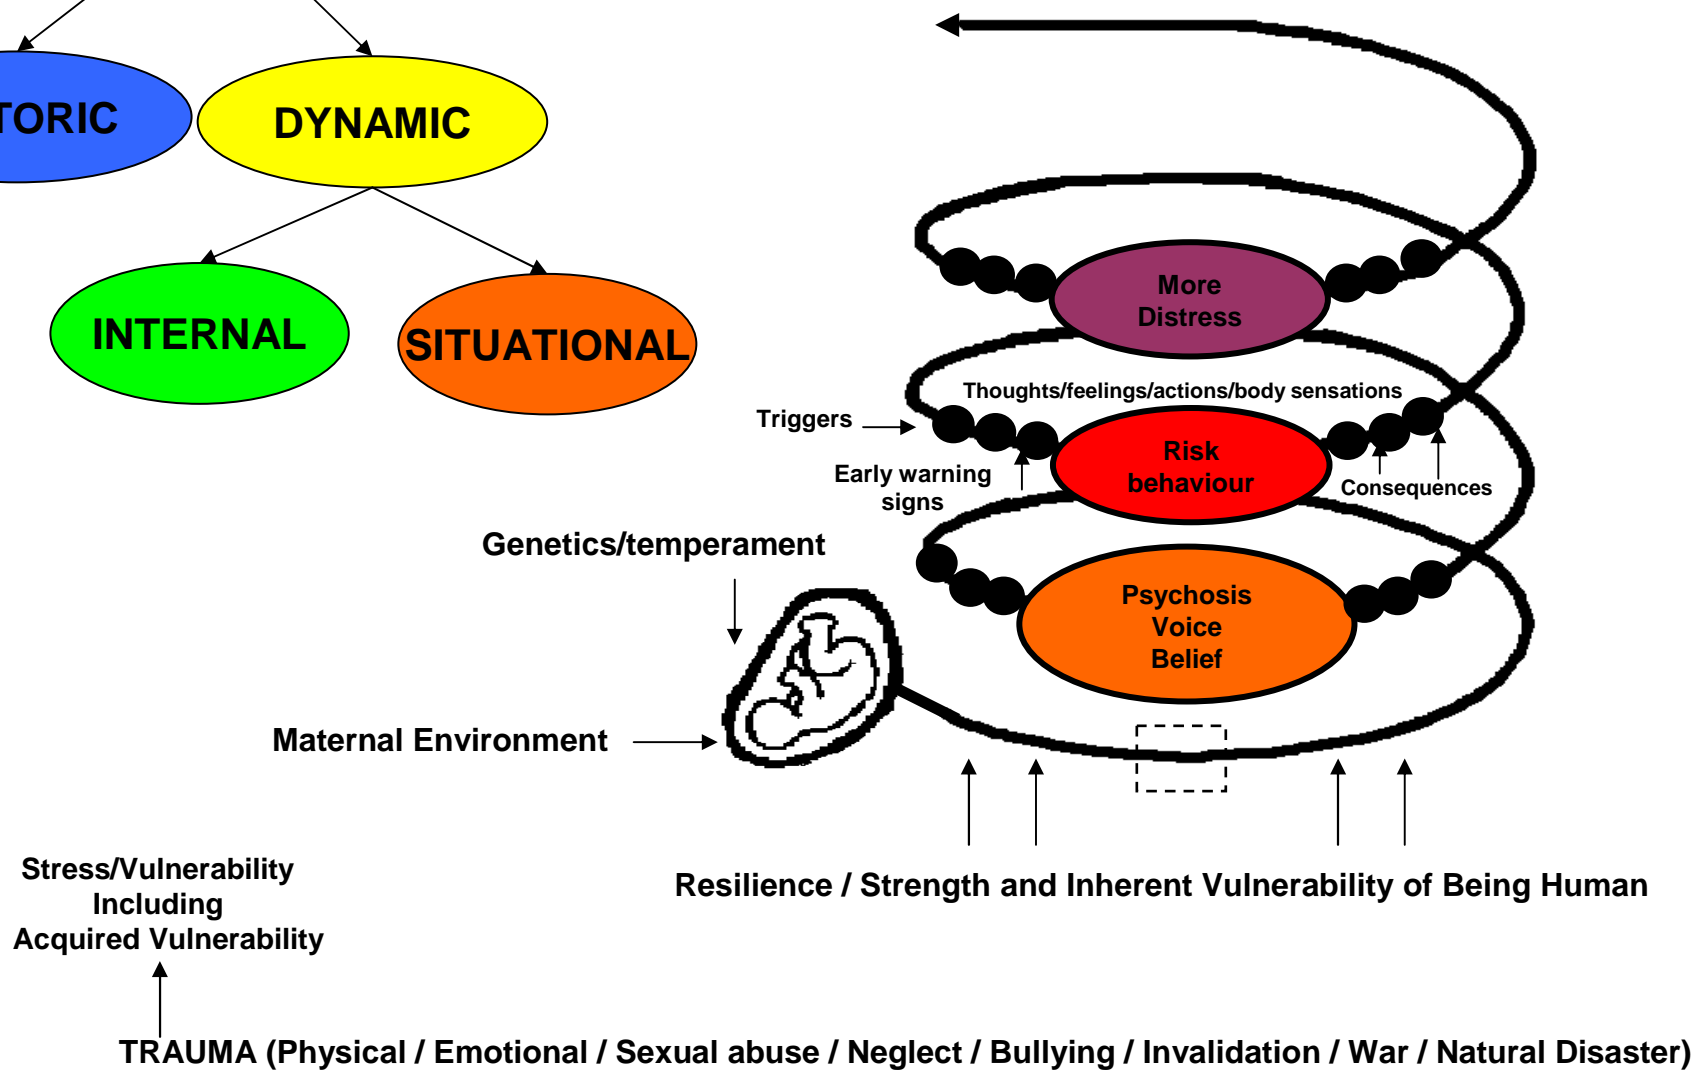 TORIC
DYNAMIC
INTERNAL
SITUATIONAL
More
Distress
Thoughts/feelings/actions/body sensations
Triggers
Risk
behaviour
Early warning
signs
Consequences
Genetics/temperament
Psychosis
Voice
Belief
Maternal Environment
Stress/Vulnerability
Including
Acquired Vulnerability
Resilience / Strength and Inherent Vulnerability of Being Human
TRAUMA (Physical / Emotional / Sexual abuse / Neglect / Bullying / Invalidation / War / Natural Disaster)